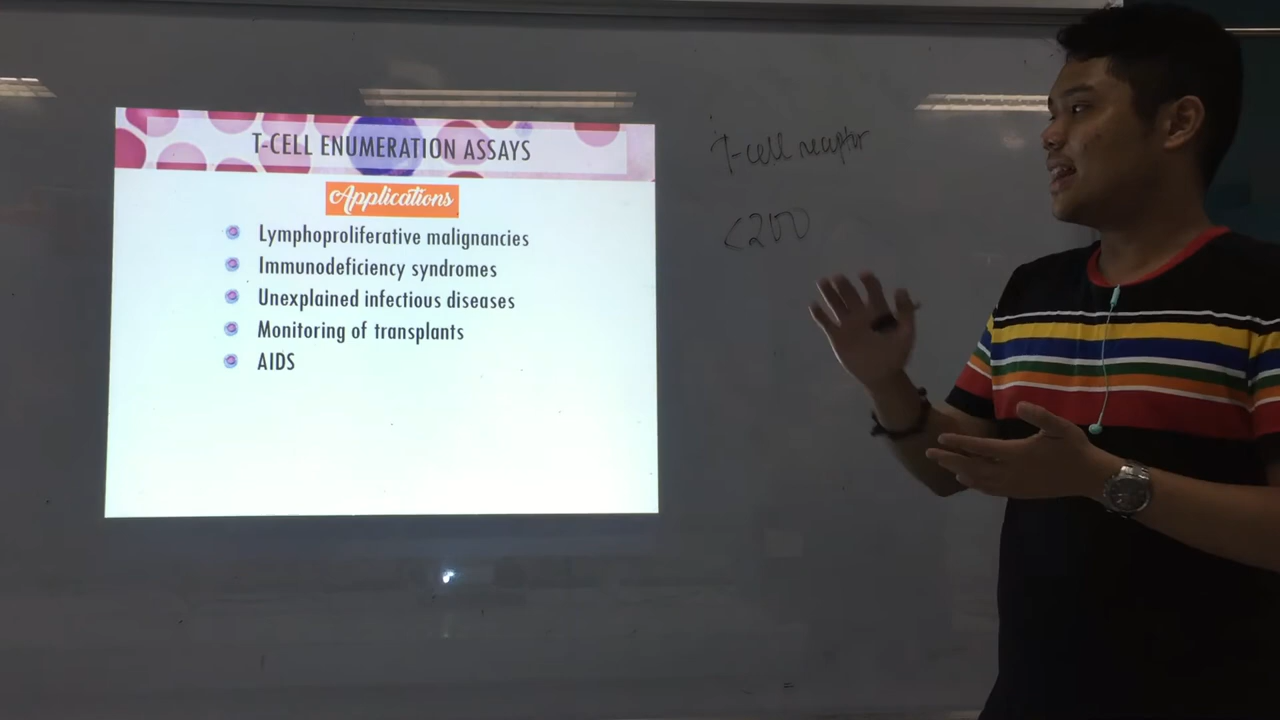 T-CELL ENUMERATION ASSAYS
Applications
Lymphoproliferative malignancies
Immunodeficiency syndromes
Unexplained infectious diseases
Monitoring of transplants
AIDS
T-cell receptor
<200